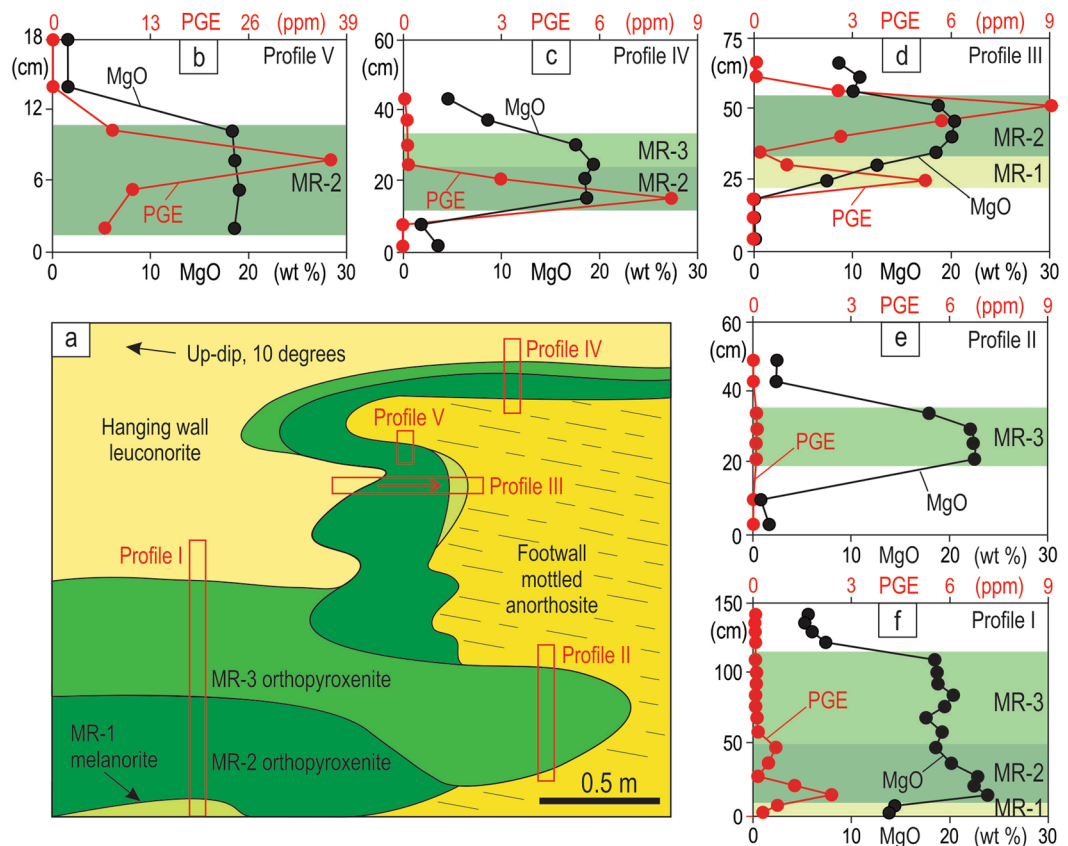 0 13 PGE 26 (ppm) 39
18
(cm)
12
6
0
b
Profile V
MgO
PGE
MR-2
0 10 MgO 20 (wt %) 30
0 3 PGE 6 (ppm) 9
60
(cm)
40
20
0
c
Profile IV
MgO
MR-3
PGE
MR-2
0 10 MgO 20 (wt %) 30
0 3 PGE 6 (ppm) 9
75
(cm)
50
25
0
d
Profile III
MR-2
MR-1
MgO
PGE
0 10 MgO 20 (wt %) 30
a
Up-dip, 10 degrees
Profile IV
Hanging wall
leuconorite
Profile V
Profile III
Profile I
Footwall
mottled
anorthosite
Profile II
MR-3 orthopyroxenite
MR-1
melanorite
MR-2 orthopyroxenite
0.5 m
0 3 PGE 6 (ppm) 9
60
(cm)
40
20
0
e
Profile II
MR-3
PGE
MgO
0 10 MgO 20 (wt %) 30
0 3 PGE 6 (ppm) 9
150
(cm)
100
50
0
f
Profile I
MR-3
PGE
MR-2
MgO
MR-1
0 10 MgO 20 (wt %) 30